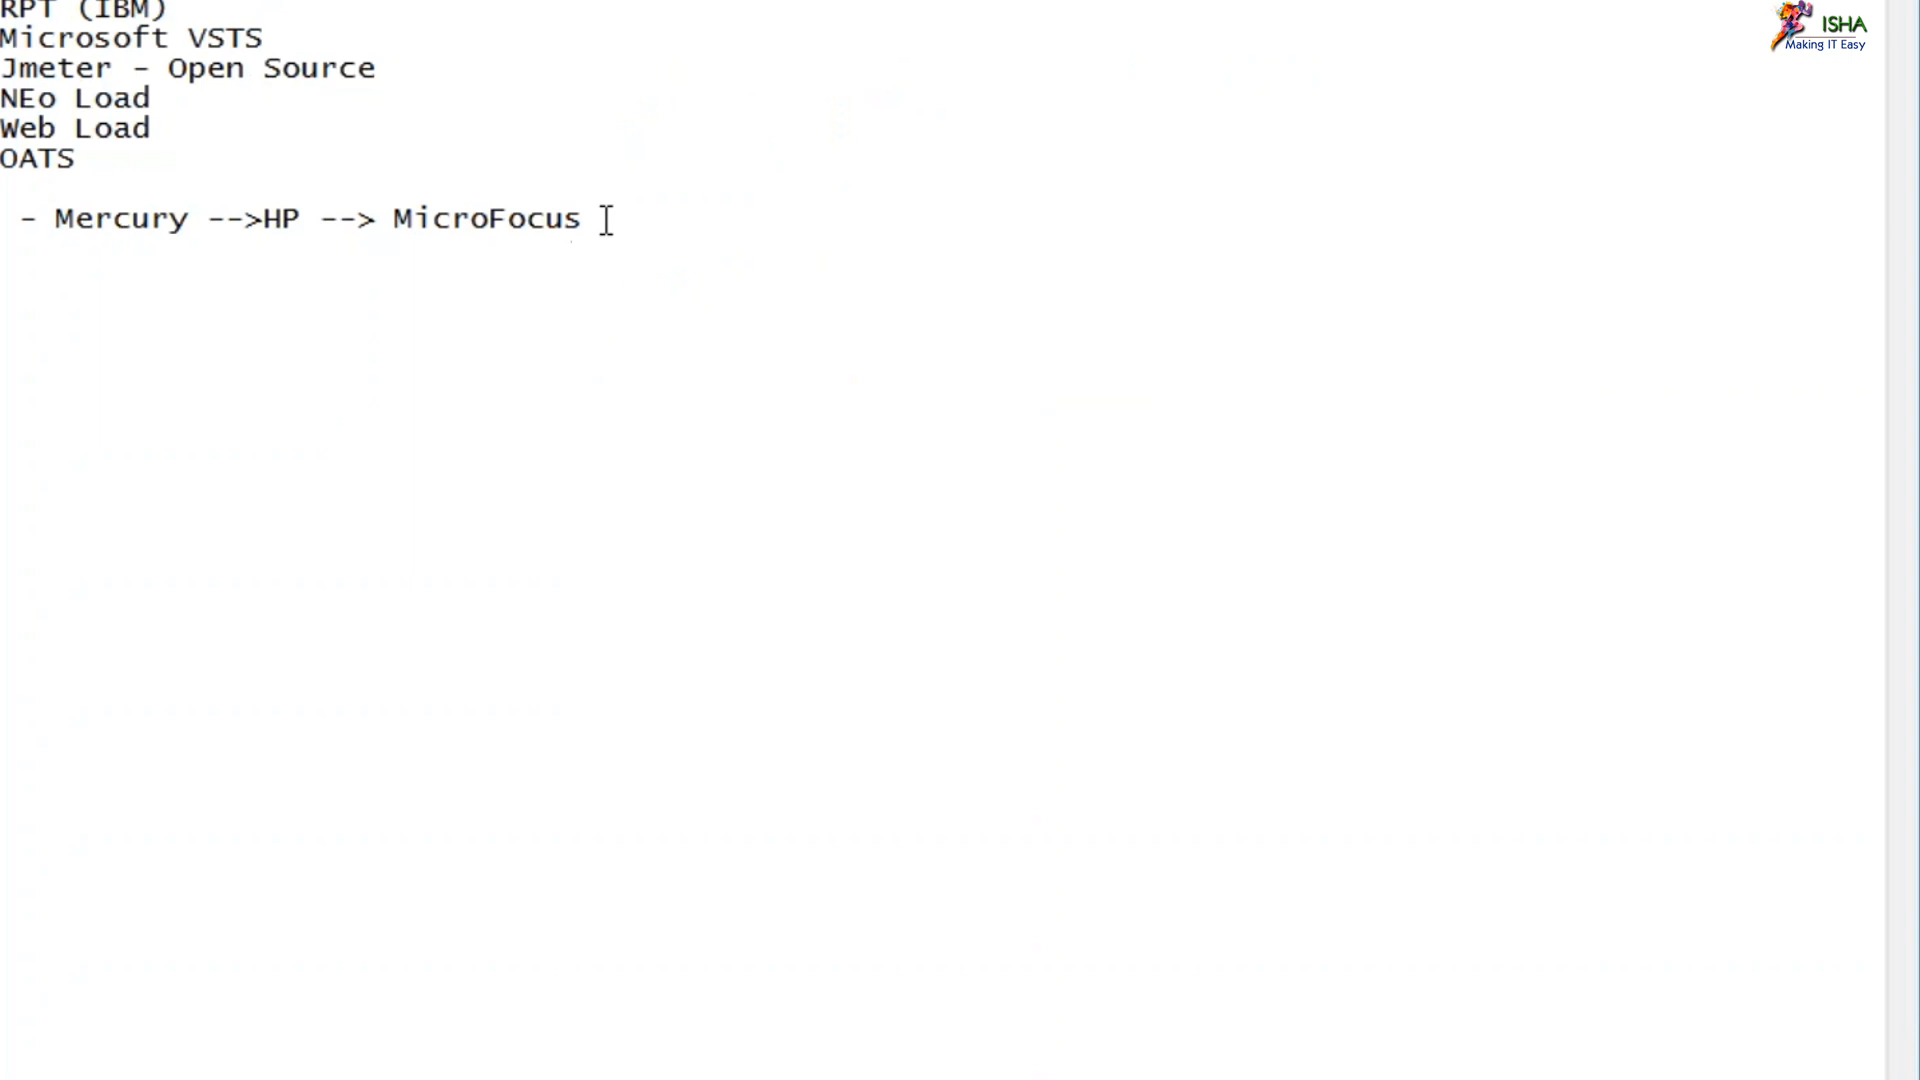 RPT (IBM)
Microsoft VSTS
Jmeter - Open Source
NEo Load
Web Load
OATS
- Mercury -->HP --> MicroFocus
ISHA
Making IT Easy